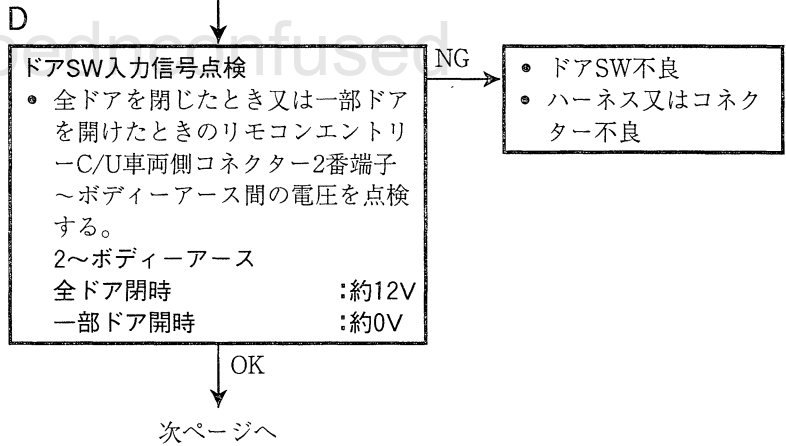 D
ドアSW入力信号点検
● 全ドアを閉じたとき又は一部ドア
を開けたときのリモコンエントリ
ーC/U車両側コネクター2番端子
〜ボディーアース間の電圧を点検
する。
2〜ボディーアース
全ドア閉時 :約12V
一部ドア開時 :約0V
NG
● ドアSW不良
● ハーネス又はコネク
ター不良
OK
次ページへ